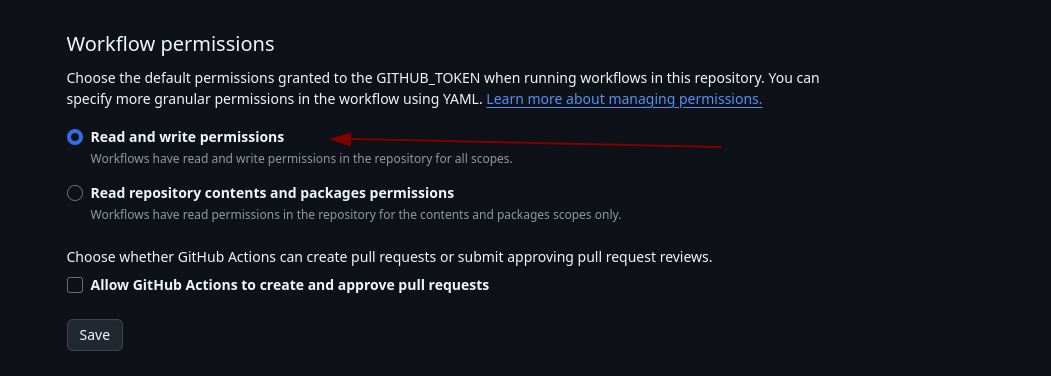 Workflow permissions
Choose the default permissions granted to the GITHUB_TOKEN when running workflows in this repository. You can
specify more granular permissions in the workflow using YAML. Learn more about managing permissions.
Read and write permissions
Workflows have read and write permissions in the repository for all scopes.
Read repository contents and packages permissions
Workflows have read permissions in the repository for the contents and packages scopes only.
Choose whether GitHub Actions can create pull requests or submit approving pull request reviews.
Allow GitHub Actions to create and approve pull requests
Save